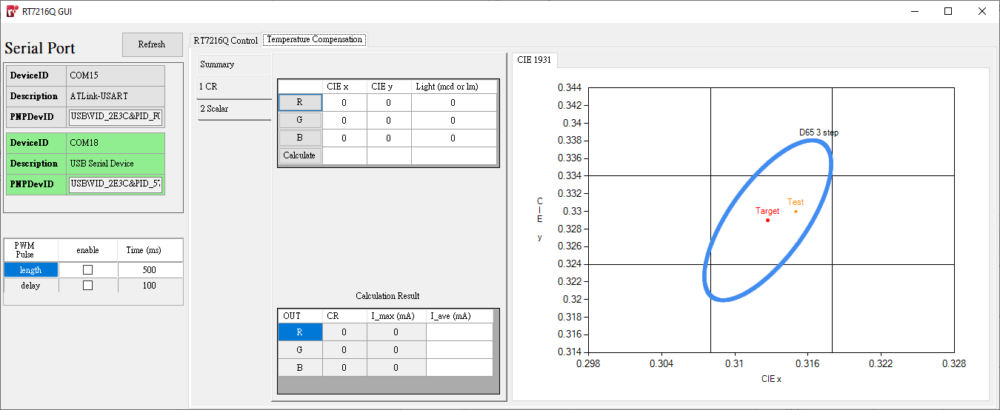 RT7216Q GUI
Serial Port
Refresh
DeviceID COM15
Description ATLink-USART
PNPDevID USB\VID_2E3C&PID_F0
DeviceID COM18
Description USB Serial Device
PNPDevID USB\VID_2E3C&PID_57
PWM Pulse enable Time (ms)
length 500
delay 100
RT7216Q Control Temperature Compensation
Summary
1 CR
2 Scalar
CIE x CIE y Light (mcd or lm)
R 0 0 0
G 0 0 0
B 0 0 0
Calculate
Calculation Result
OUT CR I_max (mA) I_ave (mA)
R 0 0
G 0 0
B 0 0
CIE 1931
0.344
0.342
0.34
0.338
0.336
0.334
0.332
0.33
0.328
0.326
0.324
0.322
0.32
0.318
0.316
0.314
CIE y
D65 3 step
Test
Target
0.298 0.304 0.31 0.316 0.322 0.328
CIE x